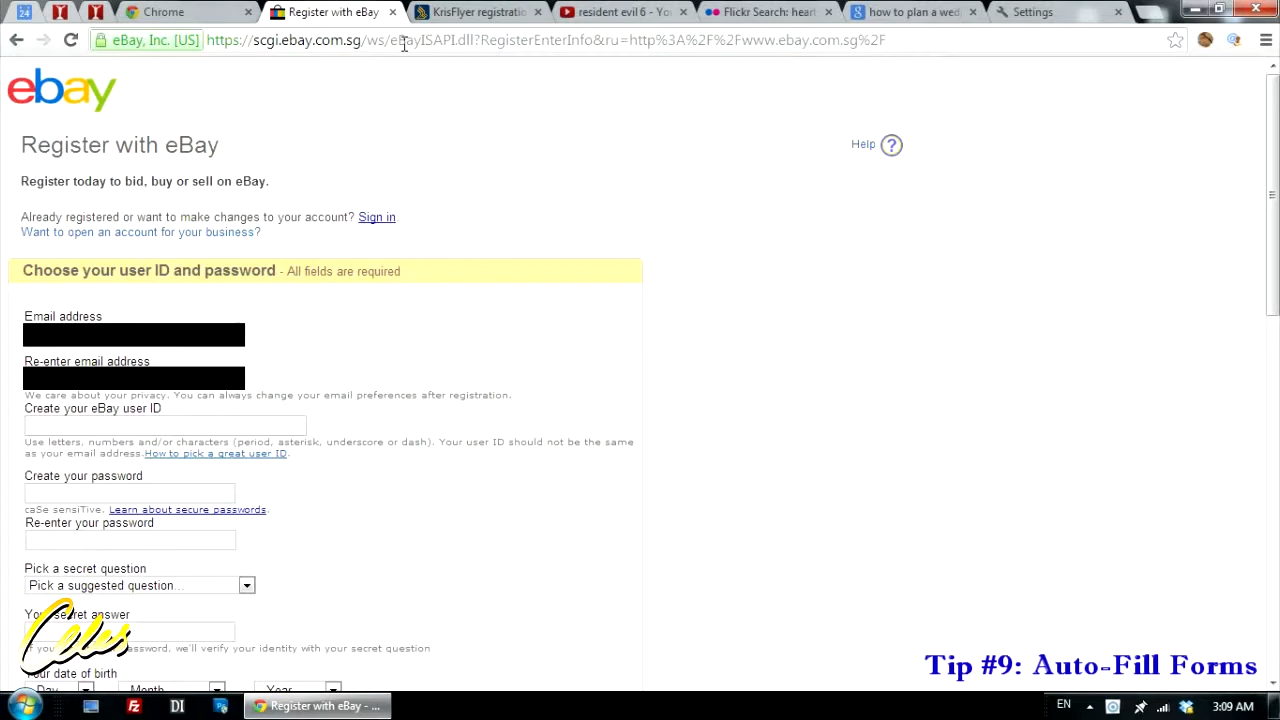 24
Chrome
Register with eBay
KrisFlyer registratio
resident evil 6 - You
Flickr Search: heart
how to plan a wed
Settings
eBay, Inc. [US]
https://scgi.ebay.com.sg/ws/eBayISAPI.dll?RegisterEnterInfo&ru=http%3A%2F%2Fwww.ebay.com.sg%2F
ebay
Register with eBay
Help ?
Register today to bid, buy or sell on eBay.
Already registered or want to make changes to your account? Sign in
Want to open an account for your business?
Choose your user ID and password - All fields are required
Email address
Re-enter email address
We care about your privacy. You can always change your email preferences after registration.
Create your eBay user ID
Use letters, numbers and/or characters (period, asterisk, underscore or dash). Your user ID should not be the same
as your email address.How to pick a great user ID.
Create your password
caSe sensiTive. Learn about secure passwords.
Re-enter your password
Pick a secret question
Pick a suggested question...
secret answer
password, we'll verify your identity with your secret question
Your date of birth
Day
Month
Year
Celes
Tip #9: Auto-Fill Forms
Fz
DI
Register with eBay - ...
EN
3:09 AM